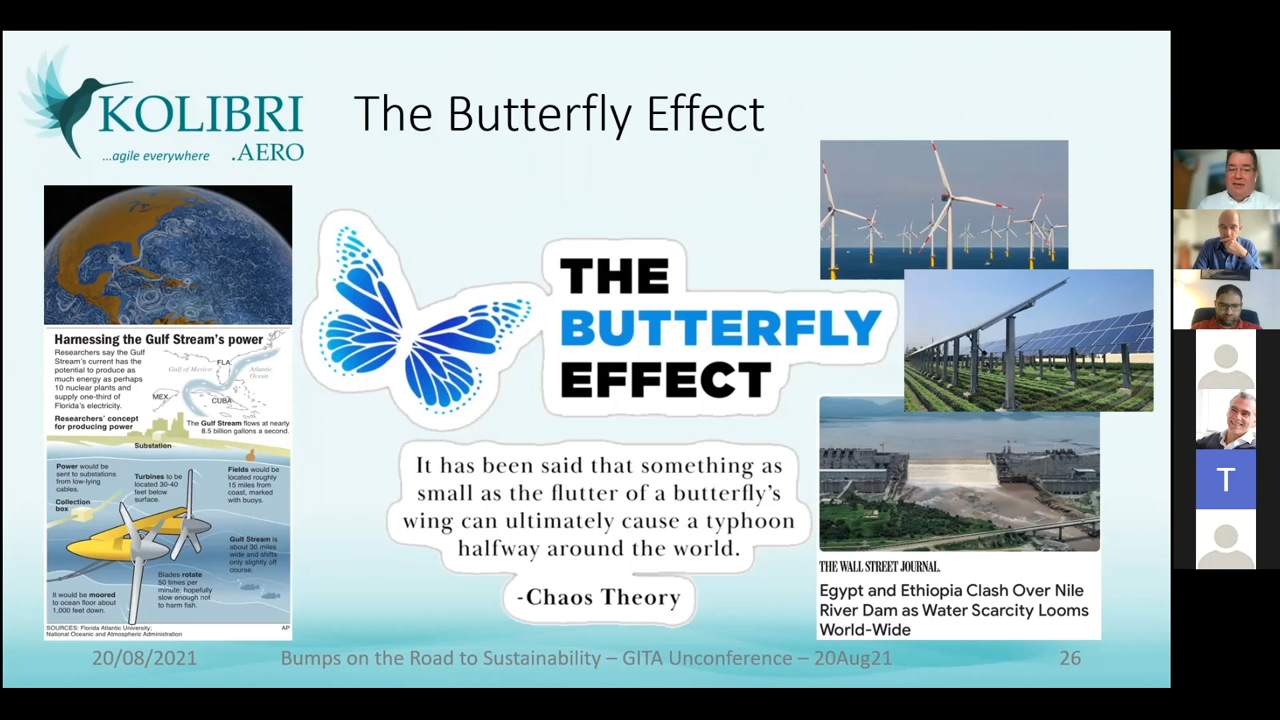 KOLIBRI
...agile everywhere .AERO
The Butterfly Effect
Harnessing the Gulf Stream's power
Researchers say the Gulf
Stream's current has the
potential to produce as
much energy as perhaps
10 nuclear plants and
supply one-third of
Florida's electricity.
Researchers' concept
for producing power
FLA.
Gulf of Mexico
Atlantic
Ocean
MEX.
CUBA
The Gulf Stream flows at nearly
8.5 billion gallons a second.
Substation
Power would be
sent to substations
from low-lying
cables.
Collection
box
Turbines to be
located 30-40
feet below
surface.
Fields would be
located roughly
15 miles from
coast, marked
with buoys.
Gulf Stream is
about 30 miles
wide and shifts
only slightly off
course.
Blades rotate
50 times per
minute, hopefully
slow enough not
to harm fish.
It would be moored
to ocean floor about
1,000 feet down.
SOURCES: Florida Atlantic University;
National Oceanic and Atmospheric Administration
AP
THE
BUTTERFLY
EFFECT
It has been said that something as
small as the flutter of a butterfly's
wing can ultimately cause a typhoon
halfway around the world.
-Chaos Theory
THE WALL STREET JOURNAL.
Egypt and Ethiopia Clash Over Nile
River Dam as Water Scarcity Looms
World-Wide
20/08/2021
Bumps on the Road to Sustainability – GITA Unconference – 20Aug21
26
T